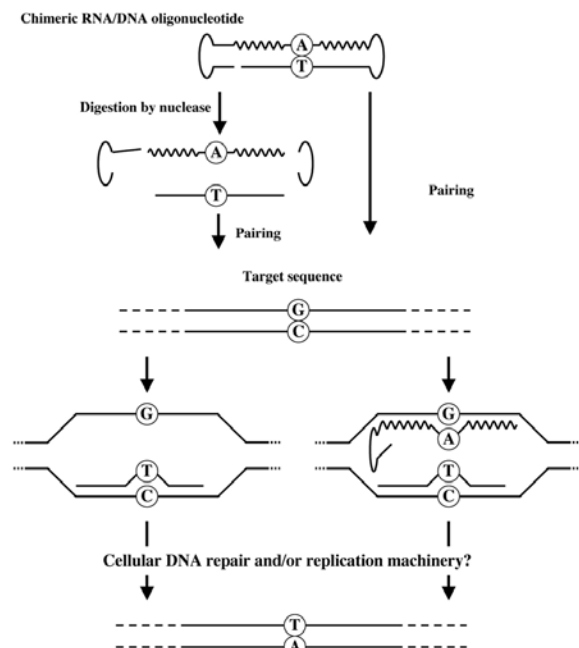 Chimeric RNA/DNA oligonucleotide
A
T
Digestion by nuclease
A
T
Pairing
Pairing
Target sequence
G
C
G
G
A
T
T
C
C
Cellular DNA repair and/or replication machinery?
T
A